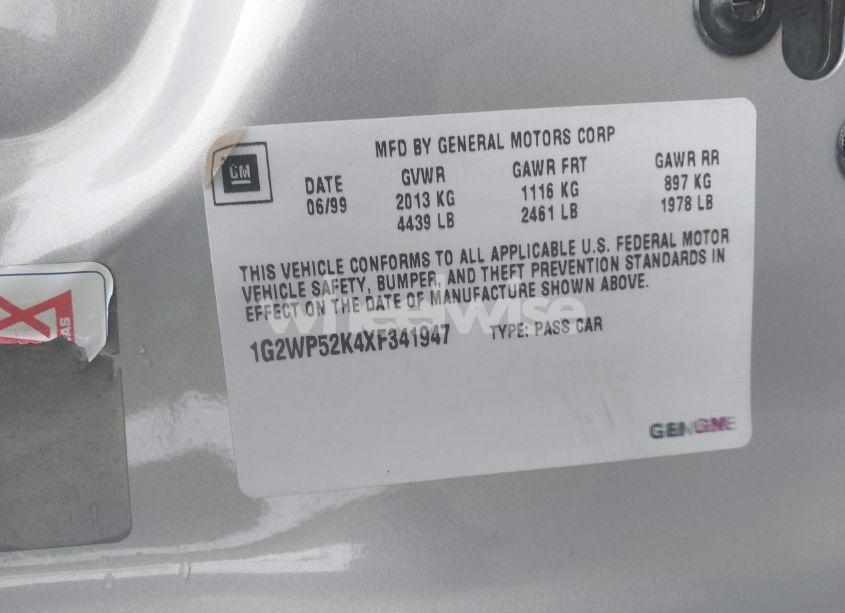 MFD BY GENERAL MOTORS CORP
GM
DATE GVWR GAWR FRT GAWR RR
06/99 2013 KG 1116 KG 897 KG
4439 LB 2461 LB 1978 LB
THIS VEHICLE CONFORMS TO ALL APPLICABLE U.S. FEDERAL MOTOR
VEHICLE SAFETY, BUMPER, AND THEFT PREVENTION STANDARDS IN
EFFECT ON THE DATE OF MANUFACTURE SHOWN ABOVE.
wheelwise
1G2WP52K4XF341947 TYPE: PASS CAR